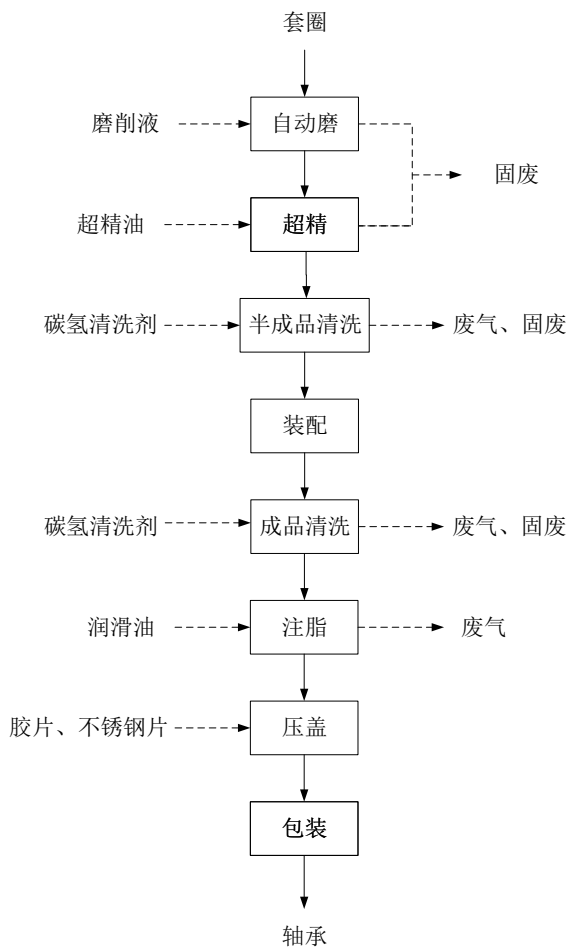 套圈
磨削液
自动磨
固废
超精油
超精
碳氢清洗剂
半成品清洗
废气、固废
装配
碳氢清洗剂
成品清洗
废气、固废
润滑油
注脂
废气
胶片、不锈钢片
压盖
包装
轴承